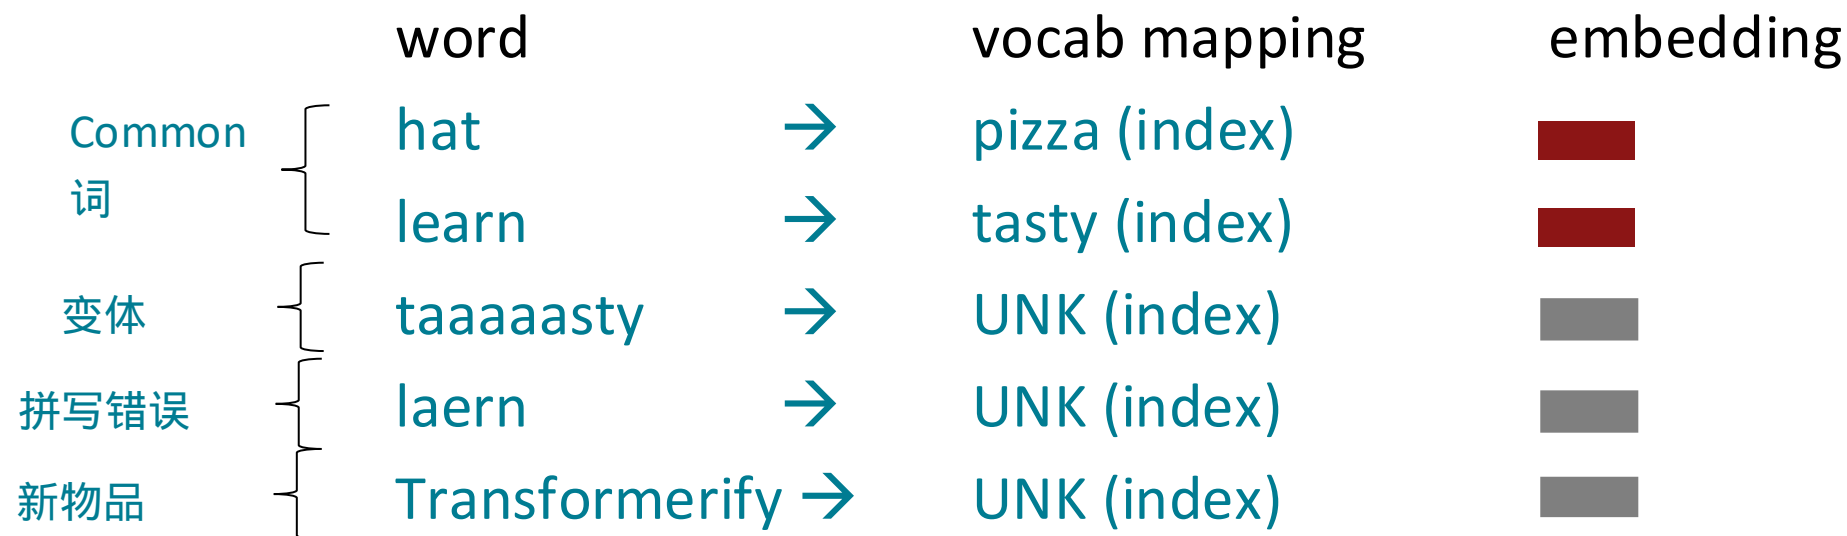 word vocab mapping embedding
Common
词
hat → pizza (index)
learn → tasty (index)
变体 taaaaasty → UNK (index)
拼写错误 laern → UNK (index)
新物品 Transformerify → UNK (index)